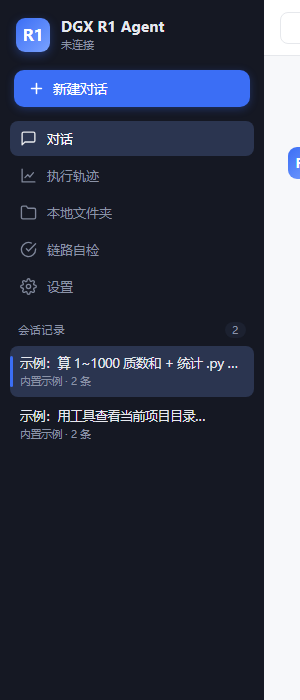 R1
DGX R1 Agent
未连接
+ 新建对话
对话
执行轨迹
本地文件夹
链路自检
设置
会话记录
2
示例：算 1~1000 质数和 + 统计 .py ...
内置示例 · 2 条
示例：用工具查看当前项目目录...
内置示例 · 2 条